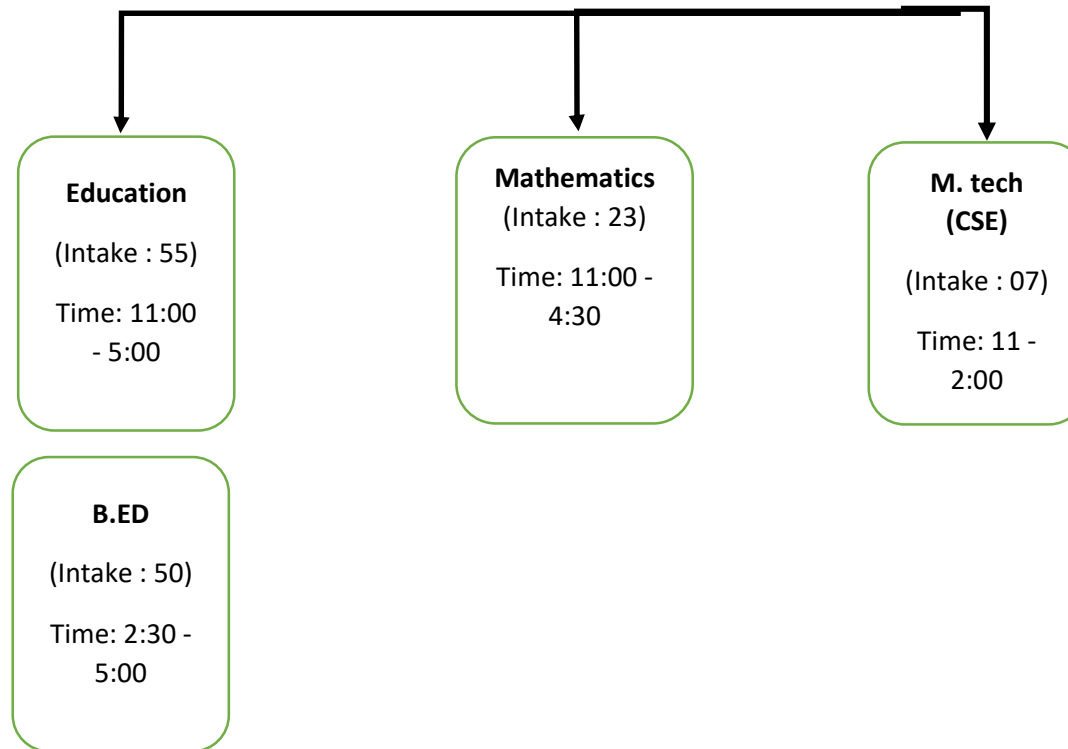 Education
(Intake : 55)
Time: 11:00
- 5:00
Mathematics
(Intake : 23)
Time: 11:00 -
4:30
M. tech
(CSE)
(Intake : 07)
Time: 11 -
2:00
B.ED
(Intake : 50)
Time: 2:30 -
5:00